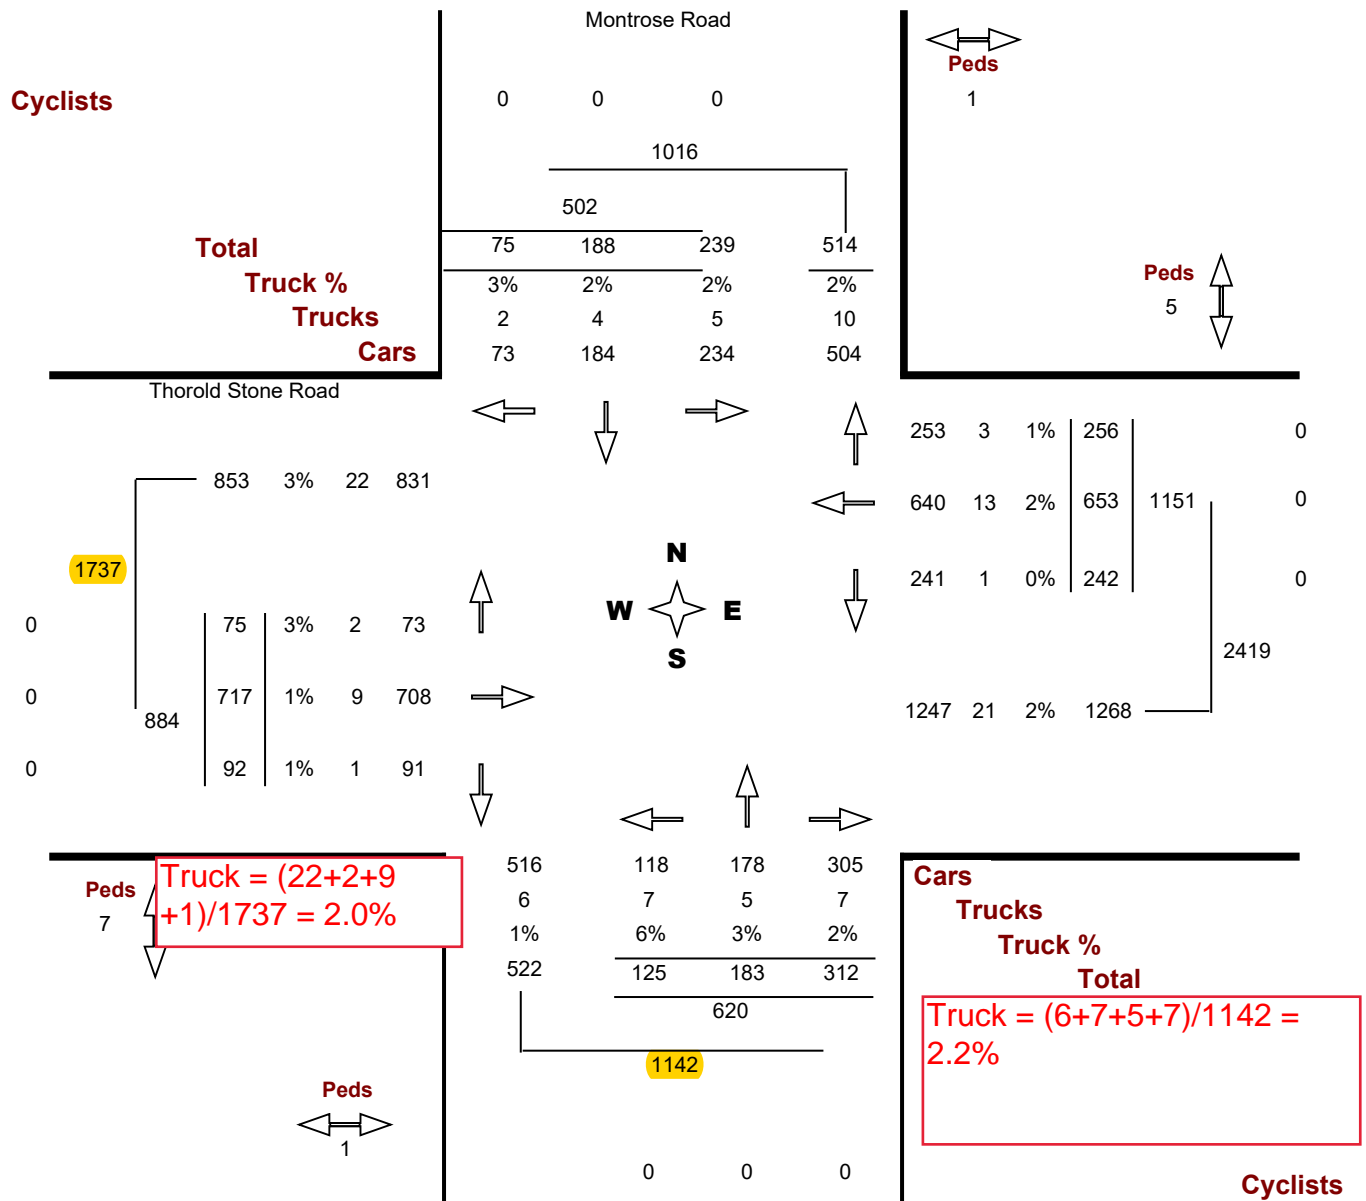 Montrose Road
Peds
1
Cyclists
0 0 0
1016
502
Total 75 188 239 514
Truck % 3% 2% 2% 2%
Trucks 2 4 5 10
Cars 73 184 234 504
Peds
5
Thorold Stone Road
253 3 1% 256 0
853 3% 22 831
640 13 2% 653 1151 0
1737
N
241 1 0% 242 0
W E
0 75 3% 2 73
S
2419
0 717 1% 9 708
884
1247 21 2% 1268
0 92 1% 1 91
516 118 178 305
6 7 5 7
1% 6% 3% 2%
522 125 183 312
620
1142
Peds
7
Truck = (22+2+9
+1)/1737 = 2.0%
Cars
Trucks
Truck %
Total
Truck = (6+7+5+7)/1142 =
2.2%
Peds
1
0 0 0
Cyclists